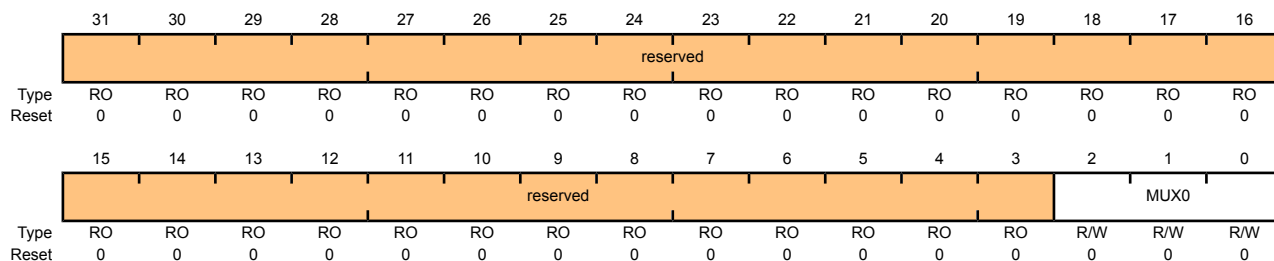 31 30 29 28 27 26 25 24 23 22 21 20 19 18 17 16
reserved
Type RO RO RO RO RO RO RO RO RO RO RO RO RO RO RO RO
Reset 0 0 0 0 0 0 0 0 0 0 0 0 0 0 0 0
15 14 13 12 11 10 9 8 7 6 5 4 3 2 1 0
reserved MUX0
Type RO RO RO RO RO RO RO RO RO RO RO RO RO R/W R/W R/W
Reset 0 0 0 0 0 0 0 0 0 0 0 0 0 0 0 0